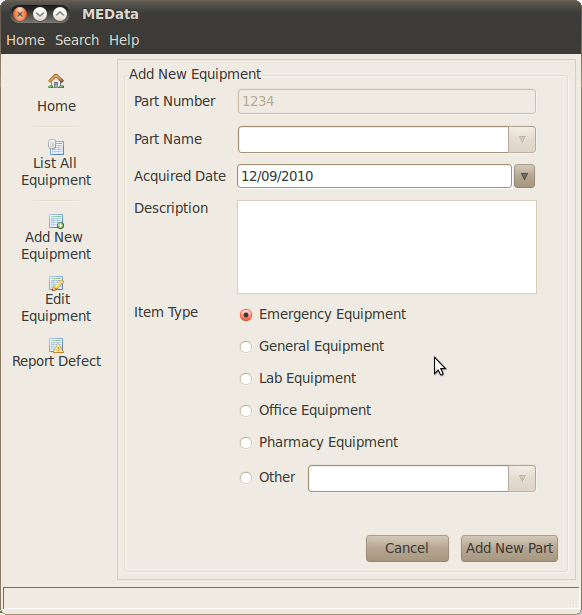 MEData
Home Search Help
Home
List All
Equipment
Add New
Equipment
Edit
Equipment
Report Defect
Add New Equipment
Part Number 1234
Part Name
Acquired Date 12/09/2010
Description
Item Type
Emergency Equipment
General Equipment
Lab Equipment
Office Equipment
Pharmacy Equipment
Other
Cancel Add New Part